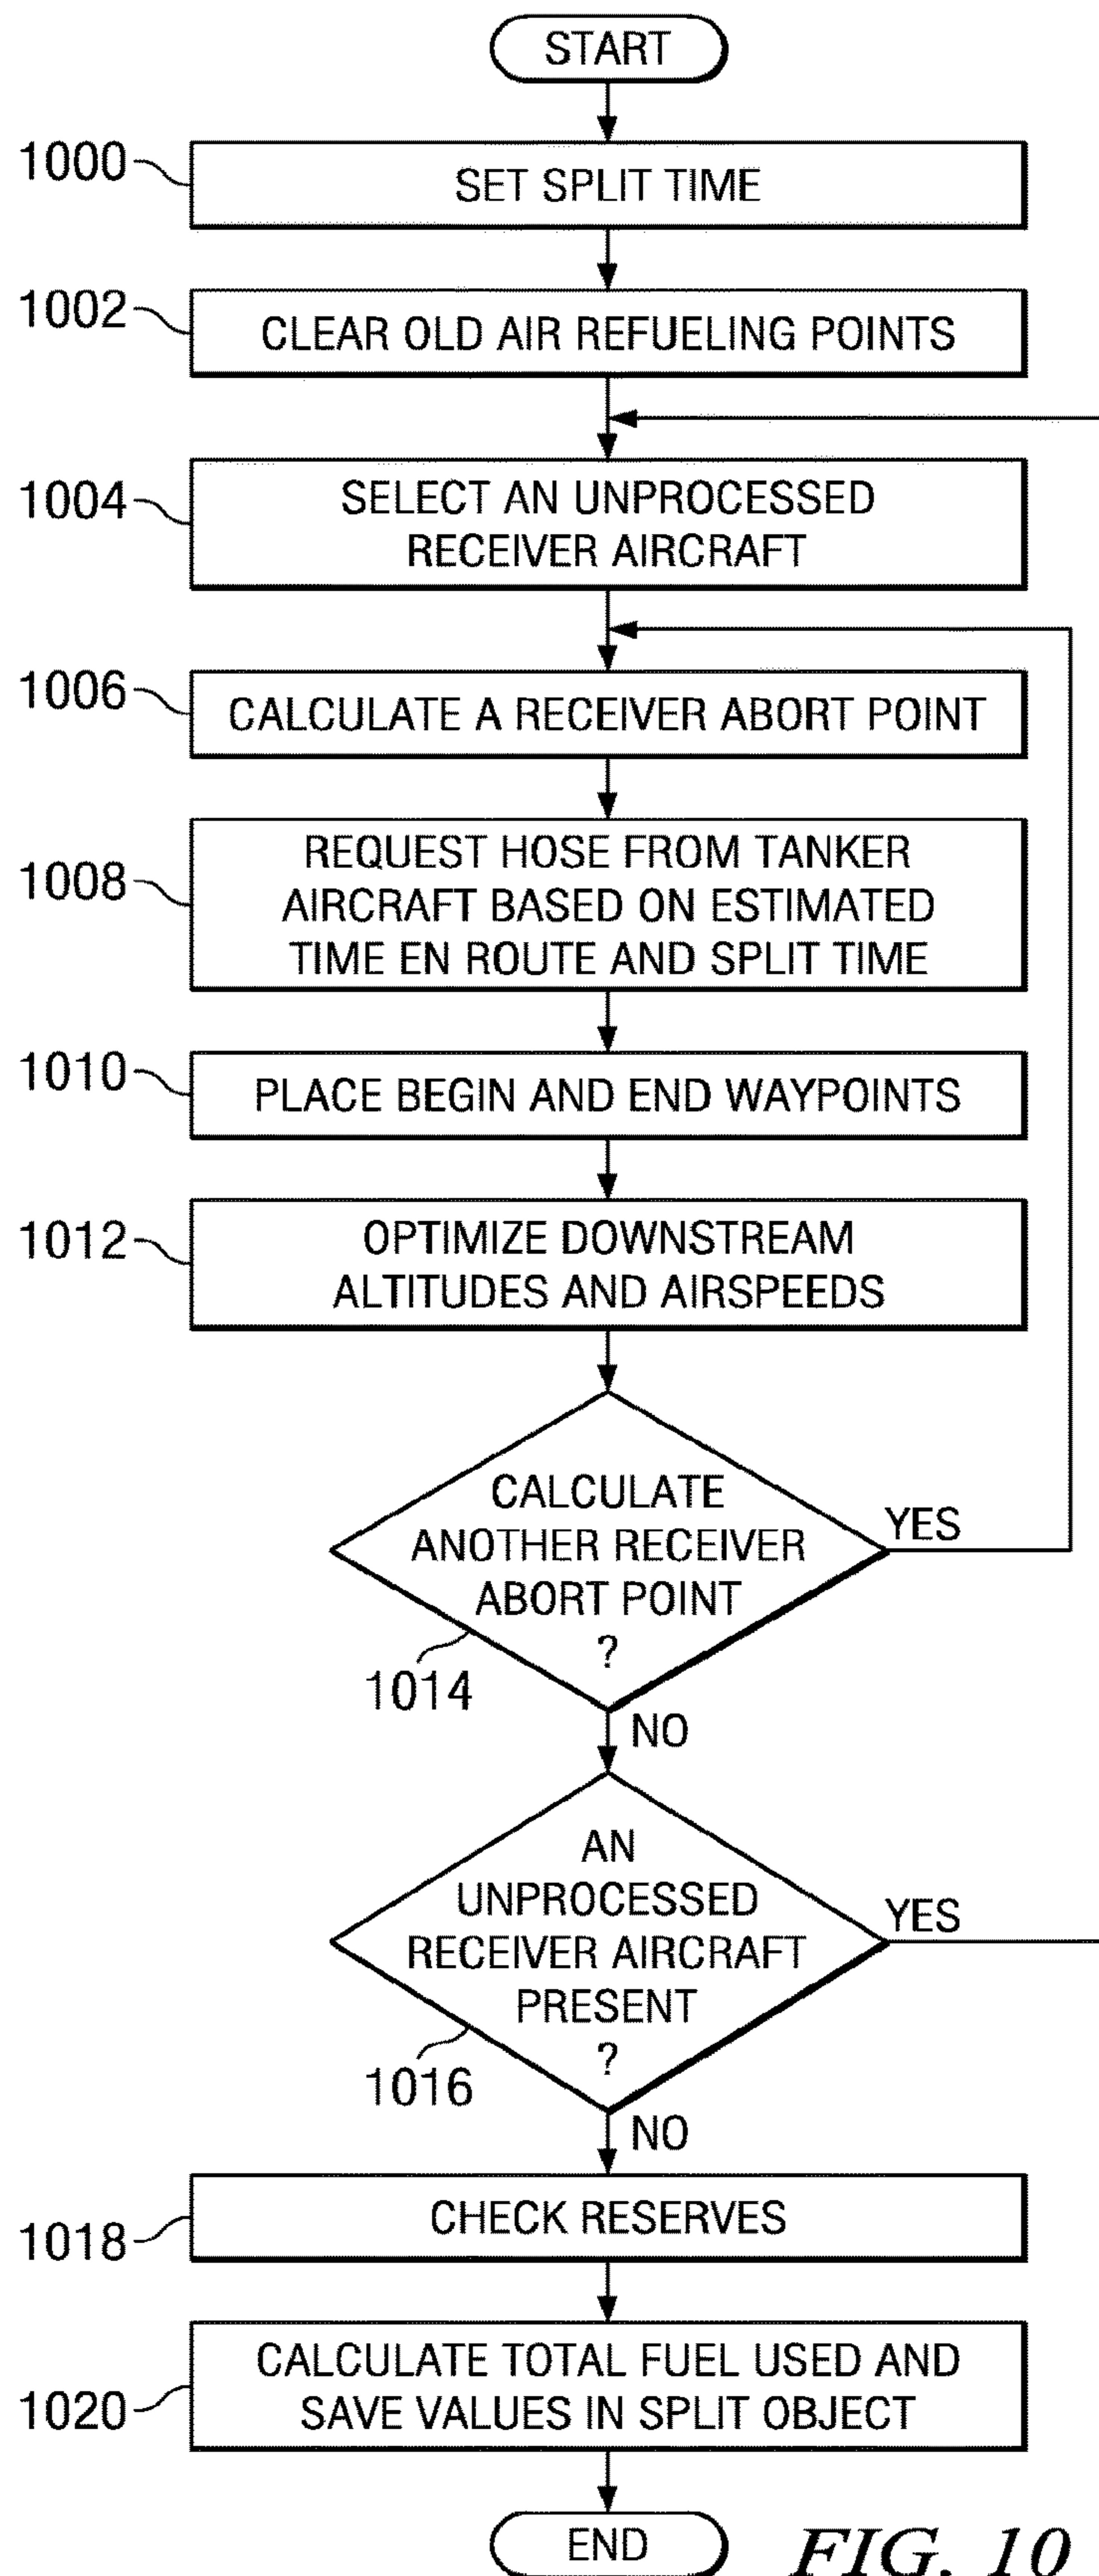 START
1000
SET SPLIT TIME
1002
CLEAR OLD AIR REFUELING POINTS
1004
SELECT AN UNPROCESSED
RECEIVER AIRCRAFT
1006
CALCULATE A RECEIVER ABORT POINT
1008
REQUEST HOSE FROM TANKER
AIRCRAFT BASED ON ESTIMATED
TIME EN ROUTE AND SPLIT TIME
1010
PLACE BEGIN AND END WAYPOINTS
1012
OPTIMIZE DOWNSTREAM
ALTITUDES AND AIRSPEEDS
CALCULATE
ANOTHER RECEIVER
ABORT POINT
?
YES
1014
NO
AN
UNPROCESSED
RECEIVER AIRCRAFT
PRESENT
?
YES
1016
NO
1018
CHECK RESERVES
1020
CALCULATE TOTAL FUEL USED AND
SAVE VALUES IN SPLIT OBJECT
END
FIG. 10